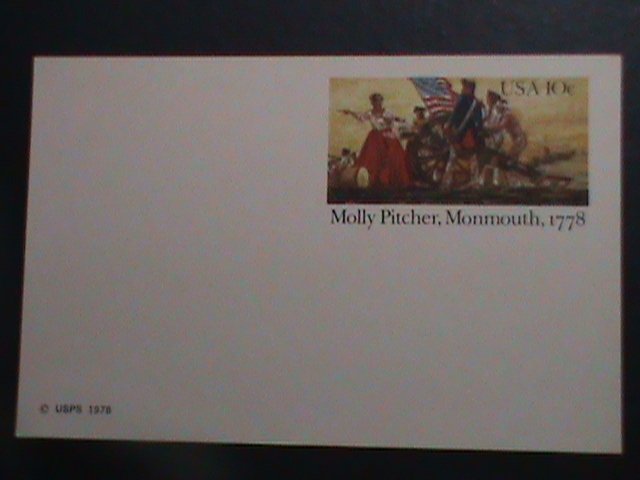 USA 10c
Molly Pitcher, Monmouth, 1778
© USPS 1978